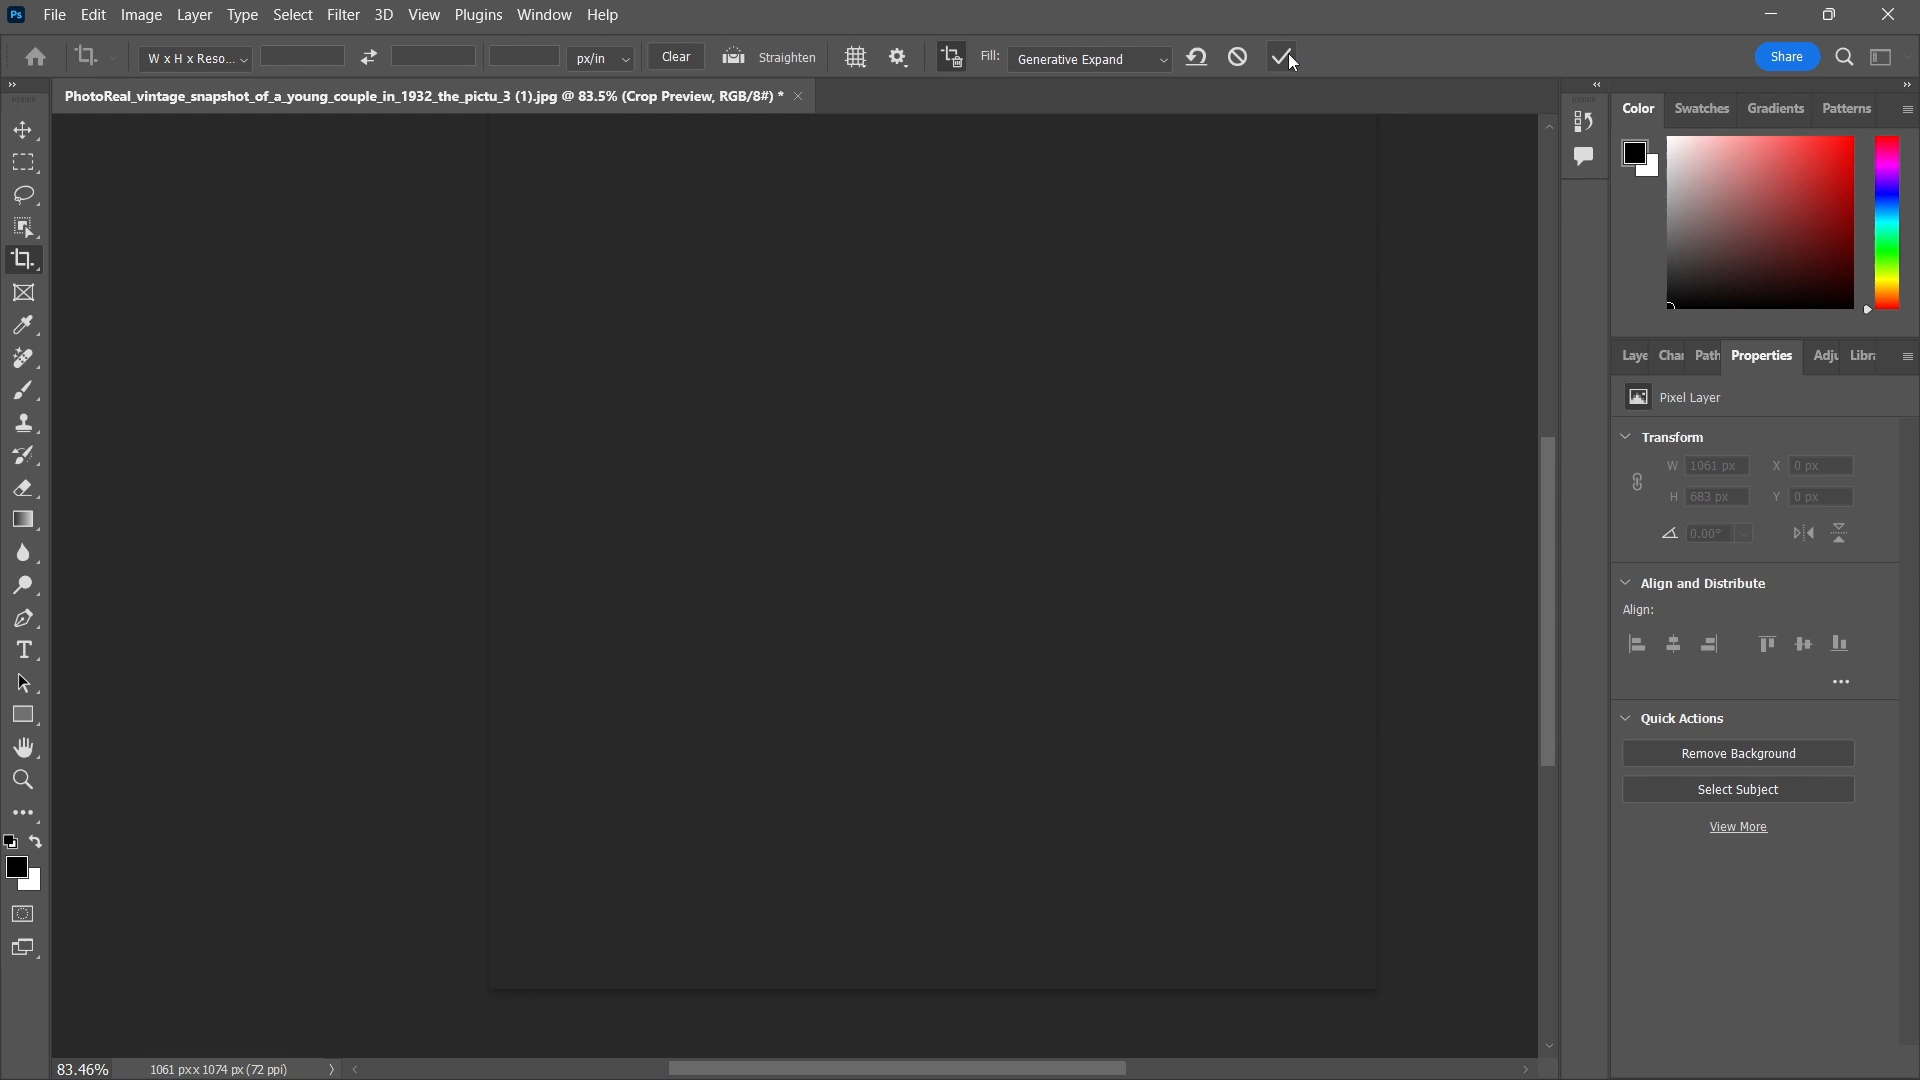 Ps File Edit Image Layer Type Select Filter 3D View Plugins Window Help
W x H x Reso... px/in Clear Straighten Fill: Generative Expand Share
PhotoReal_vintage_snapshot_of_a_young_couple_in_1932_the_pictu_3 (1).jpg @ 83.5% (Crop Preview, RGB/8#) *
Color Swatches Gradients Patterns
Laye Chai Path Properties Adju Libra
Pixel Layer
Transform
W 1061 px X 0 px
H 683 px Y 0 px
0.00°
Align and Distribute
Align:
Quick Actions
Remove Background
Select Subject
View More
83.46% 1061 px x 1074 px (72 ppi)